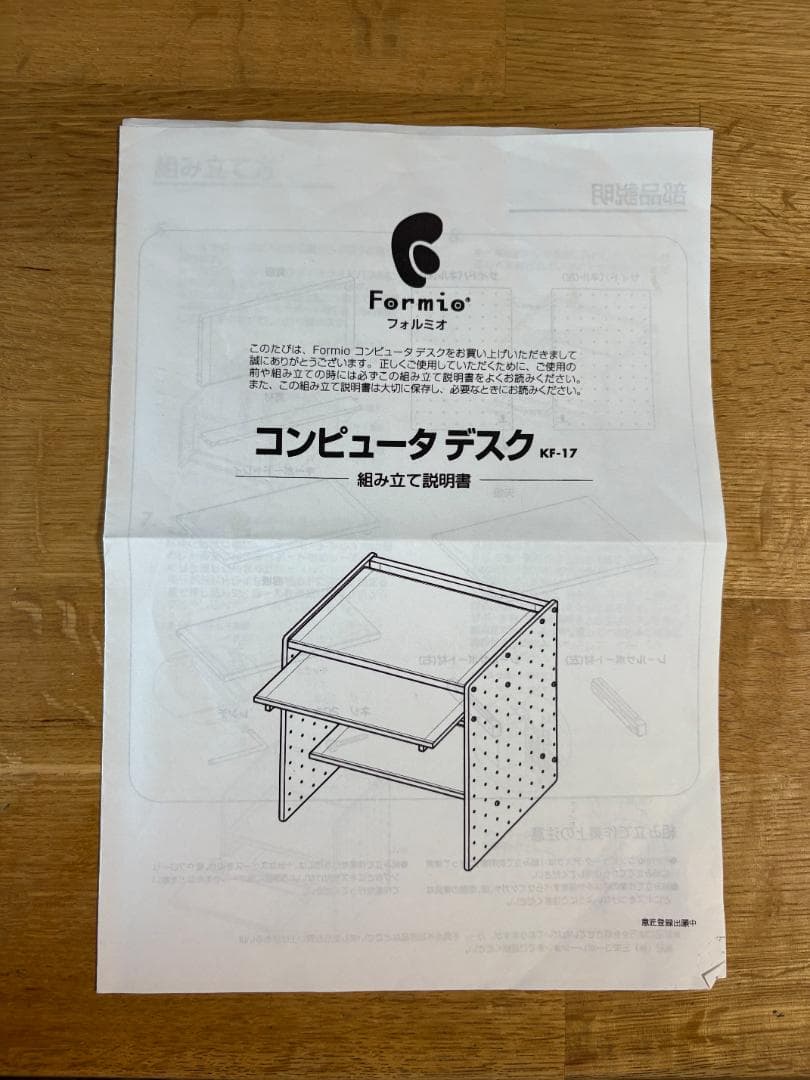 Formio®
フォルミオ
このたびは、Formio コンピュータ デスクをお買い上げいただきまして
誠にありがとうございます。正しくご使用していただくために、ご使用の
前や組み立ての時には必ずこの組み立て説明書をよくお読みください。
また、この組み立て説明書は大切に保存し、必要なときにお読みください。
コンピュータ デスク KF-17
組み立て説明書
意匠登録出願中